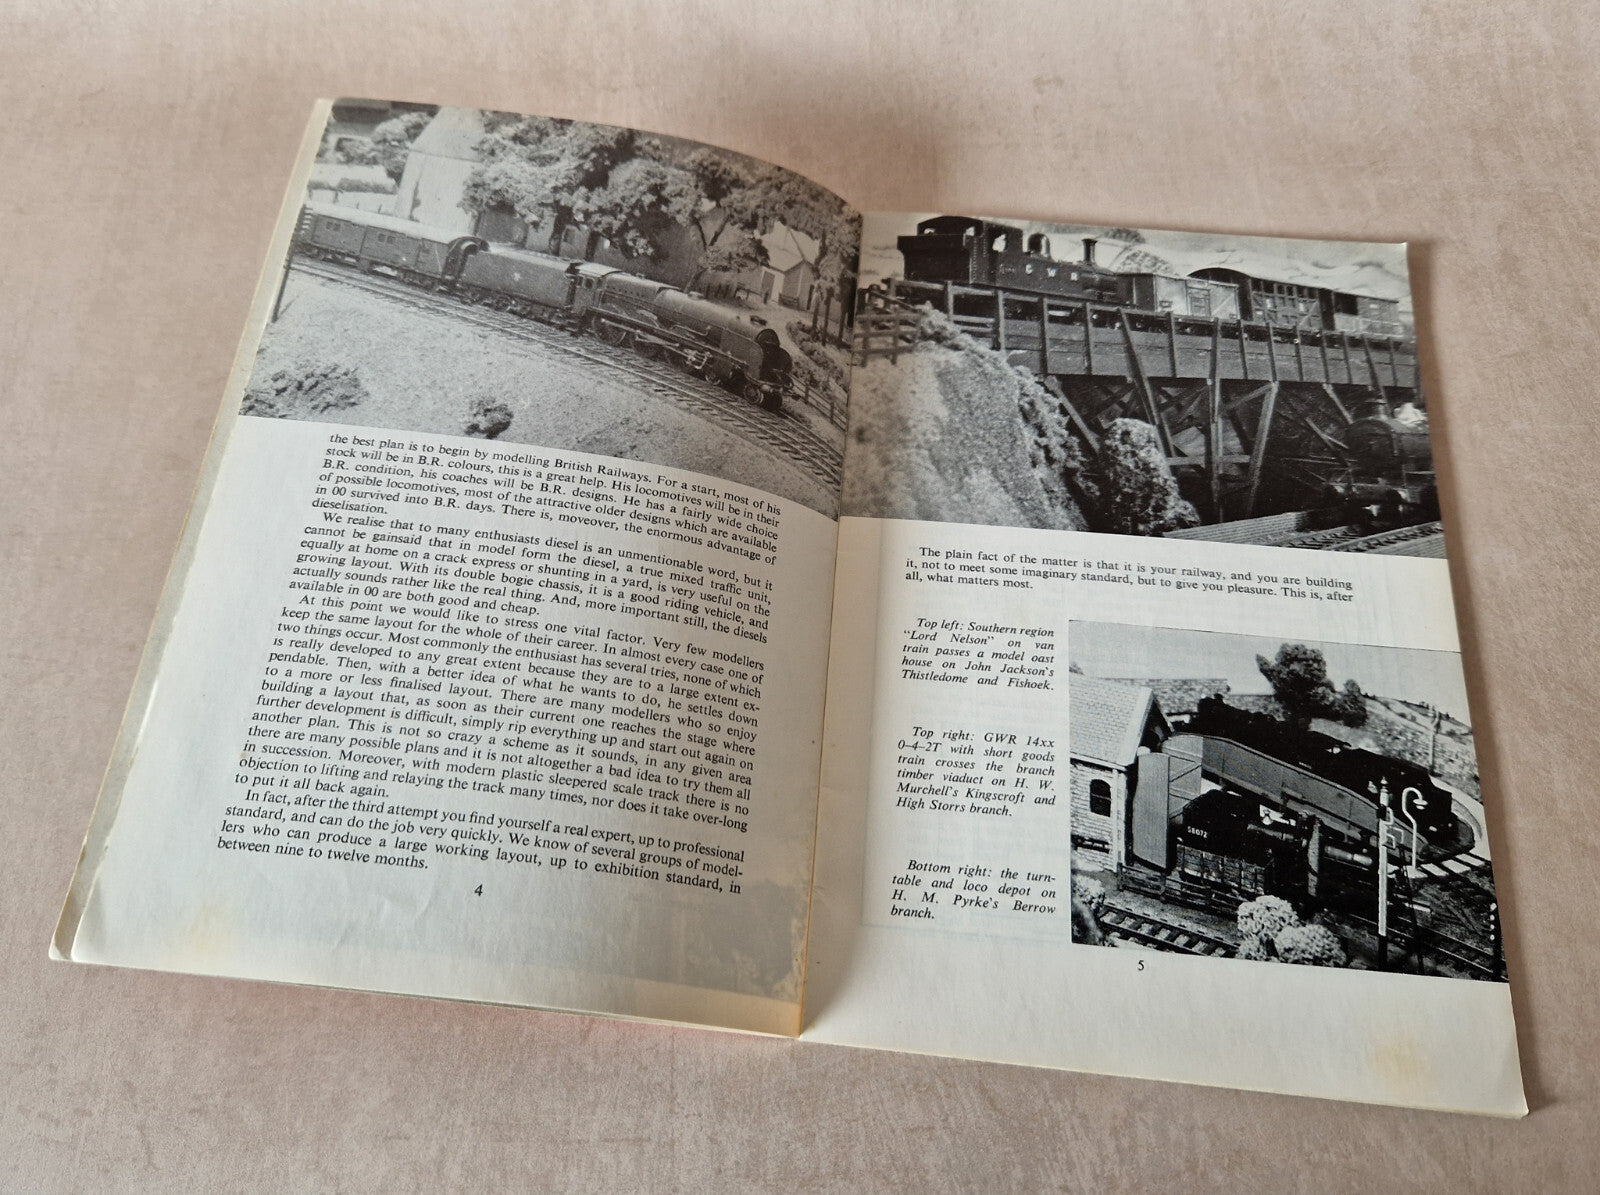 the best plan is to begin by modelling British Railways. For a start, most of his
stock will be in B.R. colours, this is a great help. His locomotives will be in their
B.R. condition, his coaches will be B.R. designs. He has a fairly wide choice
of possible locomotives, most of the attractive older designs which are available
in 00 survived into B.R. days. There is, moveover, the enormous advantage of
dieselisation.
We realise that to many enthusiasts diesel is an unmentionable word, but it
cannot be gainsaid that in model form the diesel, a true mixed traffic unit,
equally at home on a crack express or shunting in a yard, is very useful on the
growing layout. With its double bogie chassis, it is a good riding vehicle, and
actually sounds rather like the real thing. And, more important still, the diesels
available in 00 are both good and cheap.
At this point we would like to stress one vital factor. Very few modellers
keep the same layout for the whole of their career. In almost every case one of
two things occur. Most commonly the enthusiast has several tries, none of which
is really developed to any great extent because they are to a large extent ex-
pendable. Then, with a better idea of what he wants to do, he settles down
to a more or less finalised layout. There are many modellers who so enjoy
building a layout that, as soon as their current one reaches the stage where
further development is difficult, simply rip everything up and start out again on
another plan. This is not so crazy a scheme as it sounds, in any given area
there are many possible plans and it is not altogether a bad idea to try them all
in succession. Moreover, with modern plastic sleepered scale track there is no
objection to lifting and relaying the track many times, nor does it take over-long
to put it all back again.
In fact, after the third attempt you find yourself a real expert, up to professional
standard, and can do the job very quickly. We know of several groups of model-
lers who can produce a large working layout, up to exhibition standard, in
between nine to twelve months.
4
G W R
The plain fact of the matter is that it is your railway, and you are building
it, not to meet some imaginary standard, but to give you pleasure. This is, after
all, what matters most.
Top left: Southern region
"Lord Nelson" on van
train passes a model oast
house on John Jackson's
Thistledome and Fishoek.
Top right: GWR 14xx
0-4-2T with short goods
train crosses the branch
timber viaduct on H. W.
Murchell's Kingscroft and
High Storrs branch.
Bottom right: the turn-
table and loco depot on
H. M. Pyrke's Berrow
branch.
58072
5